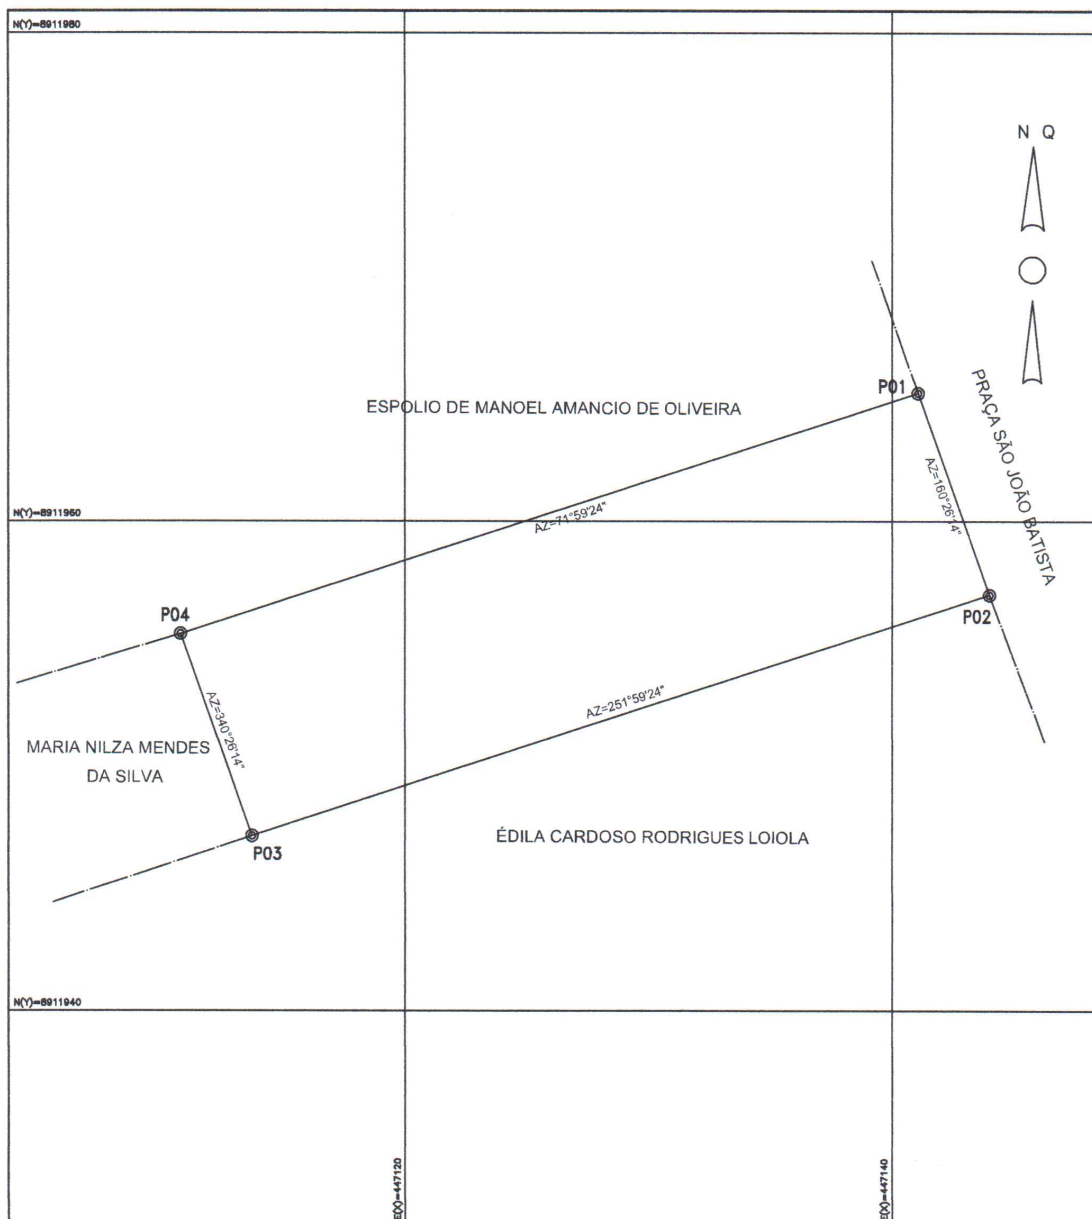 N(Y)=8911980
N Q
ESPOLIO DE MANOEL AMANCIO DE OLIVEIRA
P01
PRAÇA SÃO JOÃO BATISTA
AZ=160°26'14"
N(Y)=8911960
AZ=71°59'24"
P04
P02
AZ=340°26'14"
AZ=251°59'24"
MARIA NILZA MENDES
DA SILVA
P03
ÉDILA CARDOSO RODRIGUES LOIOLA
N(Y)=8911940
E(X)=447120
E(X)=447140